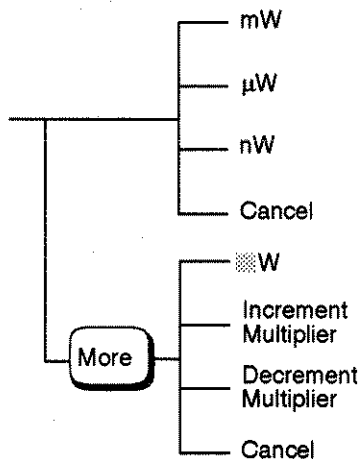 mW
µW
nW
Cancel
W
More
Increment
Multiplier
Decrement
Multiplier
Cancel